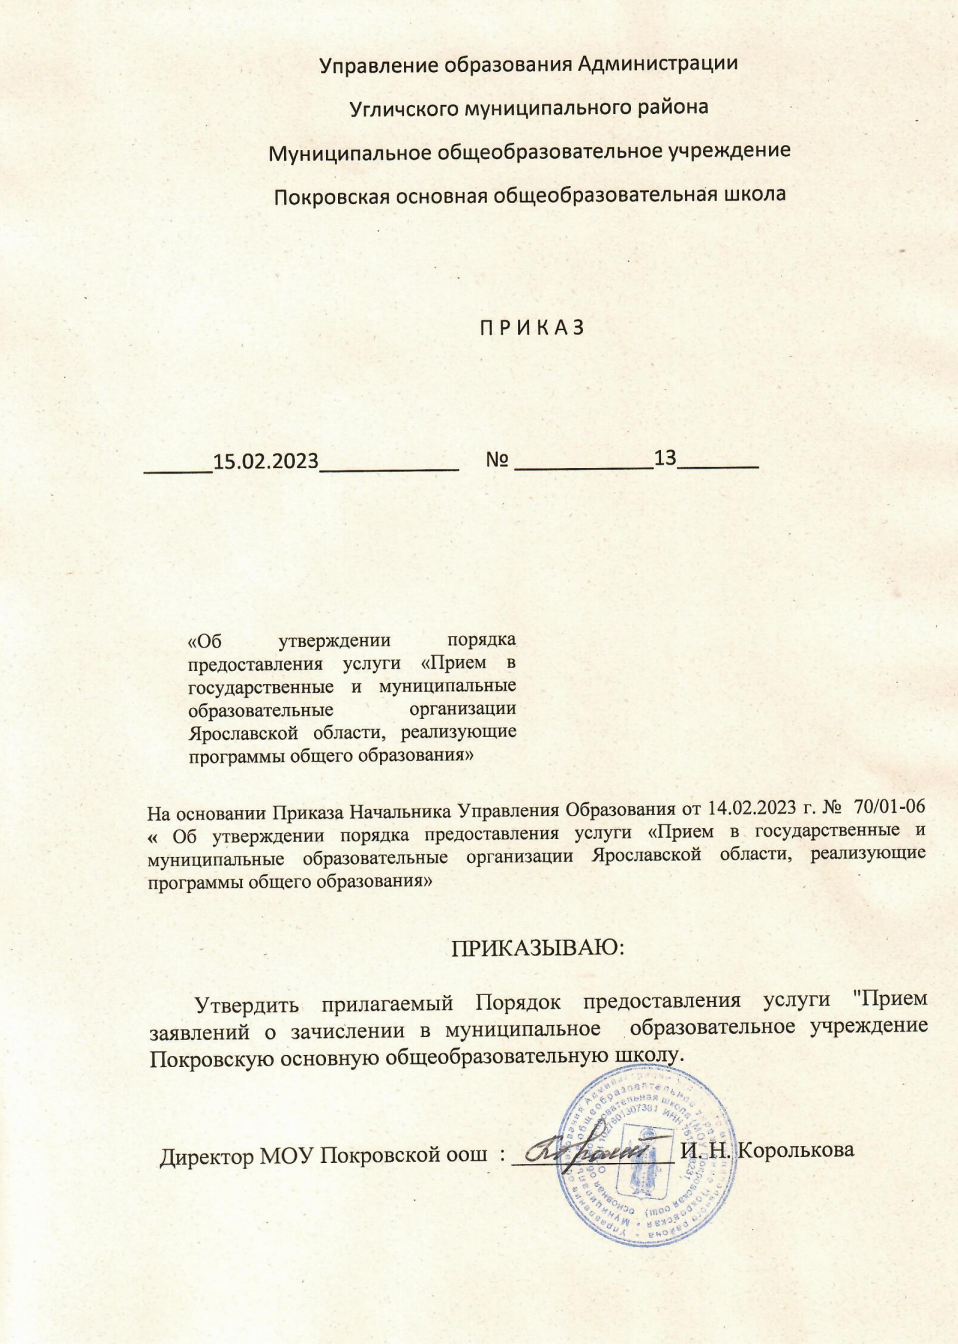 Управление образования Администрации
Угличского муниципального района
Муниципальное общеобразовательное учреждение
Покровская основная общеобразовательная школа
П Р И К А З
______15.02.2023____________ № ____________13_______
«Об утверждении порядка
предоставления услуги «Прием в
государственные и муниципальные
образовательные организации
Ярославской области, реализующие
программы общего образования»
На основании Приказа Начальника Управления Образования от 14.02.2023 г. № 70/01-06
« Об утверждении порядка предоставления услуги «Прием в государственные и
муниципальные образовательные организации Ярославской области, реализующие
программы общего образования»
ПРИКАЗЫВАЮ:
Утвердить прилагаемый Порядок предоставления услуги "Прием
заявлений о зачислении в муниципальное образовательное учреждение
Покровскую основную общеобразовательную школу.
Директор МОУ Покровской оош : ______________ И. Н. Королькова